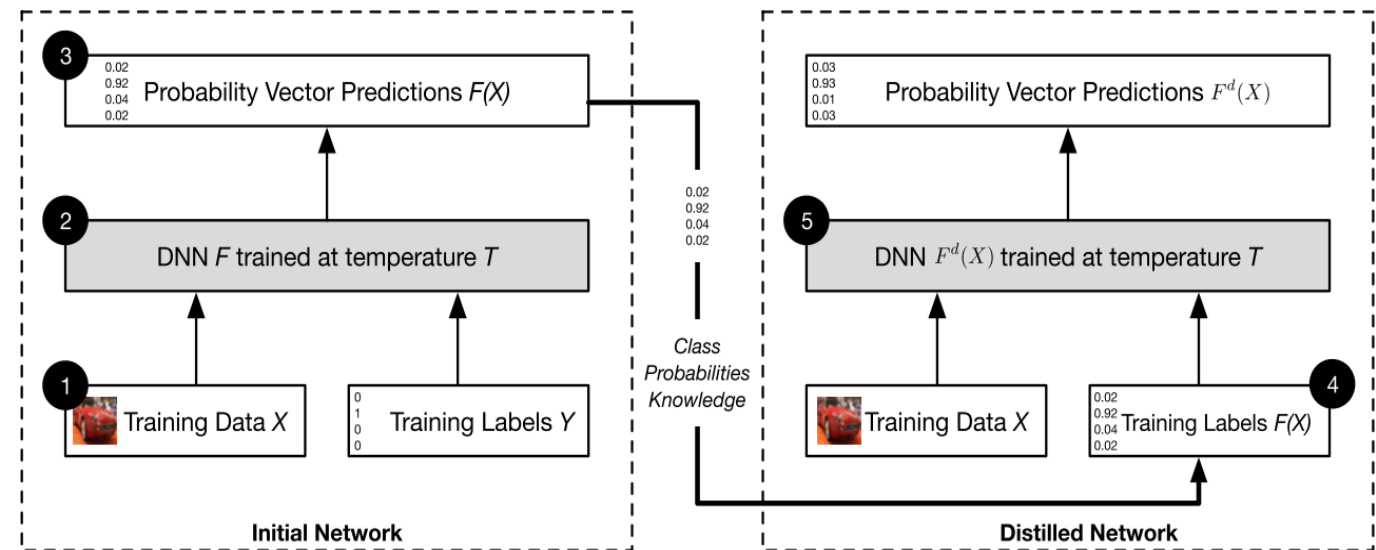 3
0.02
0.92
0.04
0.02
Probability Vector Predictions F(X)
2
DNN F trained at temperature T
1
Training Data X
0
1
0
0
Training Labels Y
Initial Network
0.02
0.92
0.04
0.02
Class
Probabilities
Knowledge
0.03
0.93
0.01
0.03
Probability Vector Predictions F^d(X)
5
DNN F^d(X) trained at temperature T
Training Data X
4
0.02
0.92
0.04
0.02
Training Labels F(X)
Distilled Network